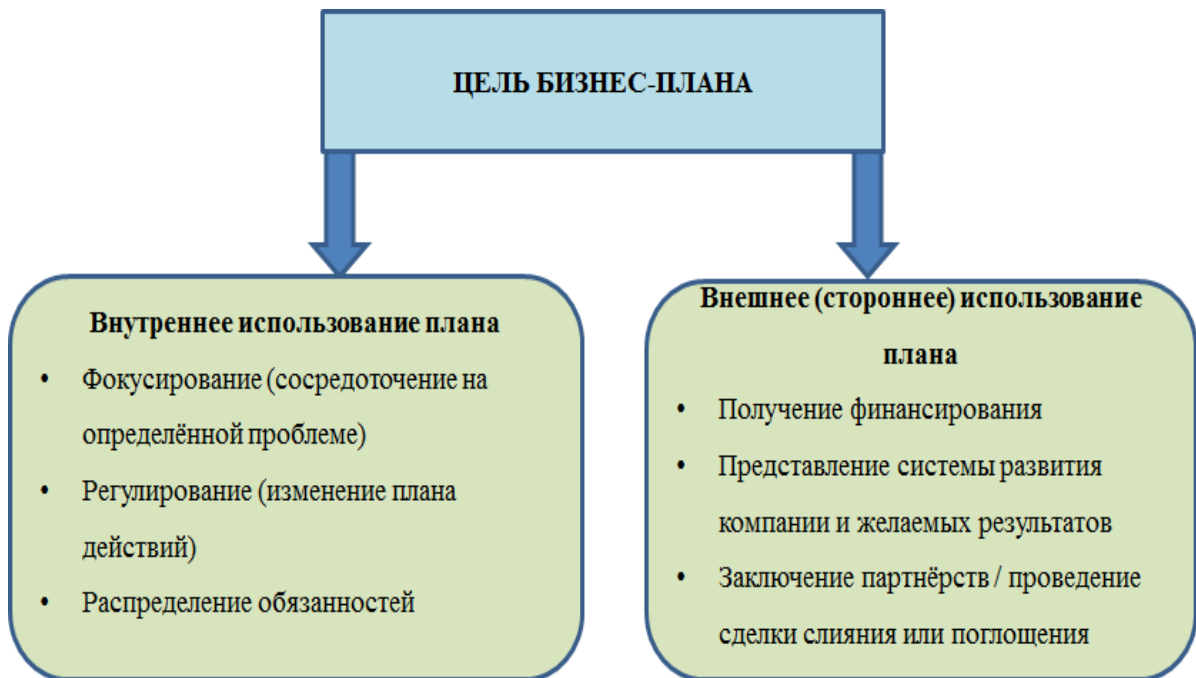 ЦЕЛЬ БИЗНЕС-ПЛАНА
Внутреннее использование плана
• Фокусирование (сосредоточение на
определённой проблеме)
• Регулирование (изменение плана
действий)
• Распределение обязанностей
Внешнее (стороннее) использование
плана
• Получение финансирования
• Представление системы развития
компании и желаемых результатов
• Заключение партнёрств / проведение
сделки слияния или поглощения